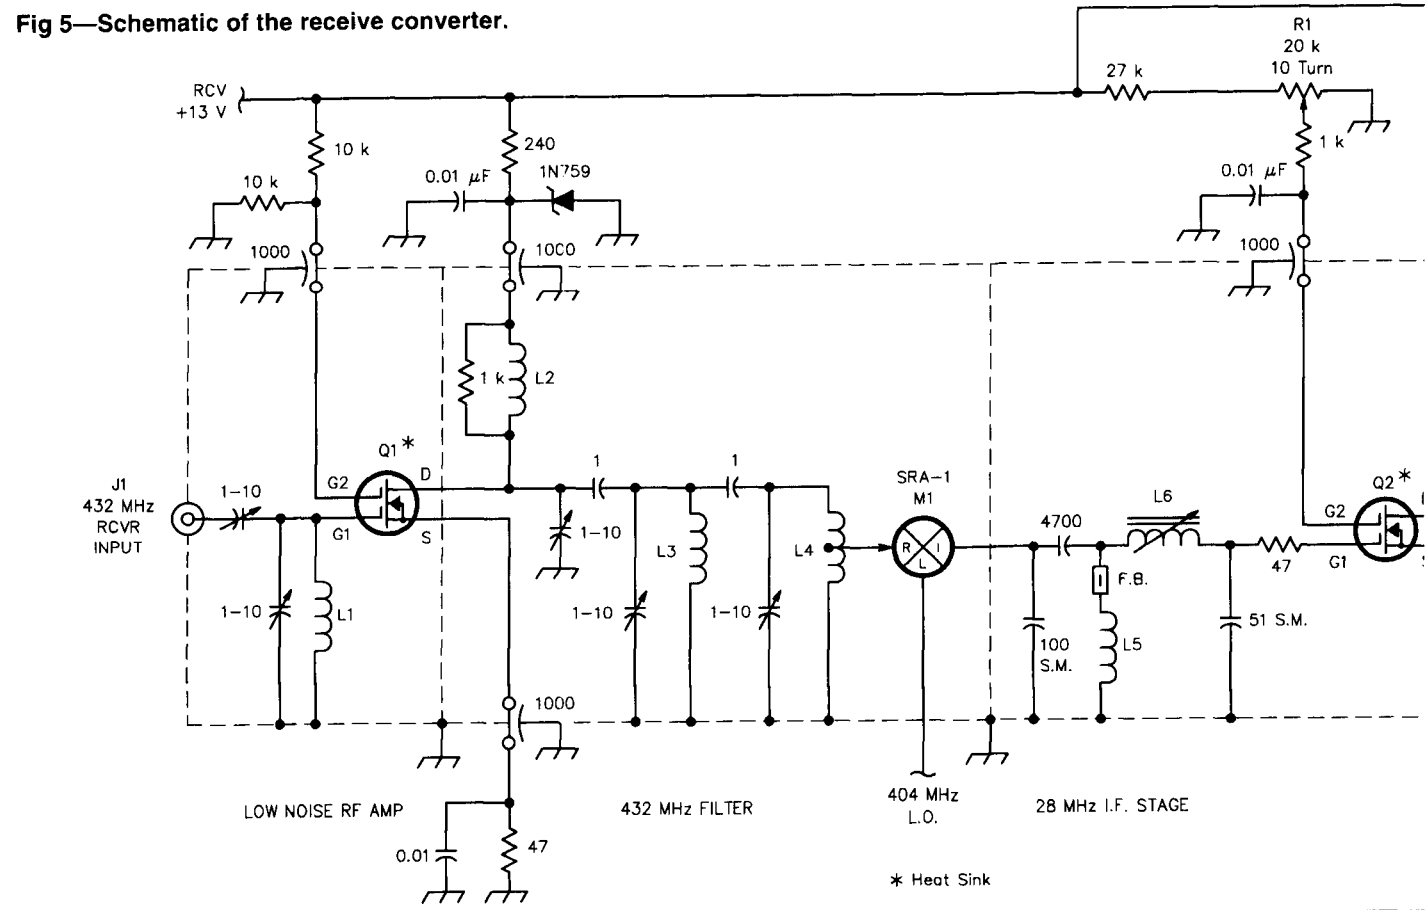 Fig 5—Schematic of the receive converter.
R1
20 k
10 Turn
27 k
RCV
+13 V
10 k
240
1 k
10 k
0.01 µF
1N759
0.01 µF
1000
1000
1000
1 k
L2
Q1*
D
G2
G1
S
J1
432 MHz
RCVR
INPUT
1–10
1–10
L1
1
1
1–10
1–10
L3
1–10
L4
SRA–1
M1
R
I
L
4700
L6
F.B.
L5
100
S.M.
47
51 S.M.
Q2*
G2
G1
1000
404 MHz
L.O.
LOW NOISE RF AMP
432 MHz FILTER
28 MHz I.F. STAGE
0.01
47
* Heat Sink